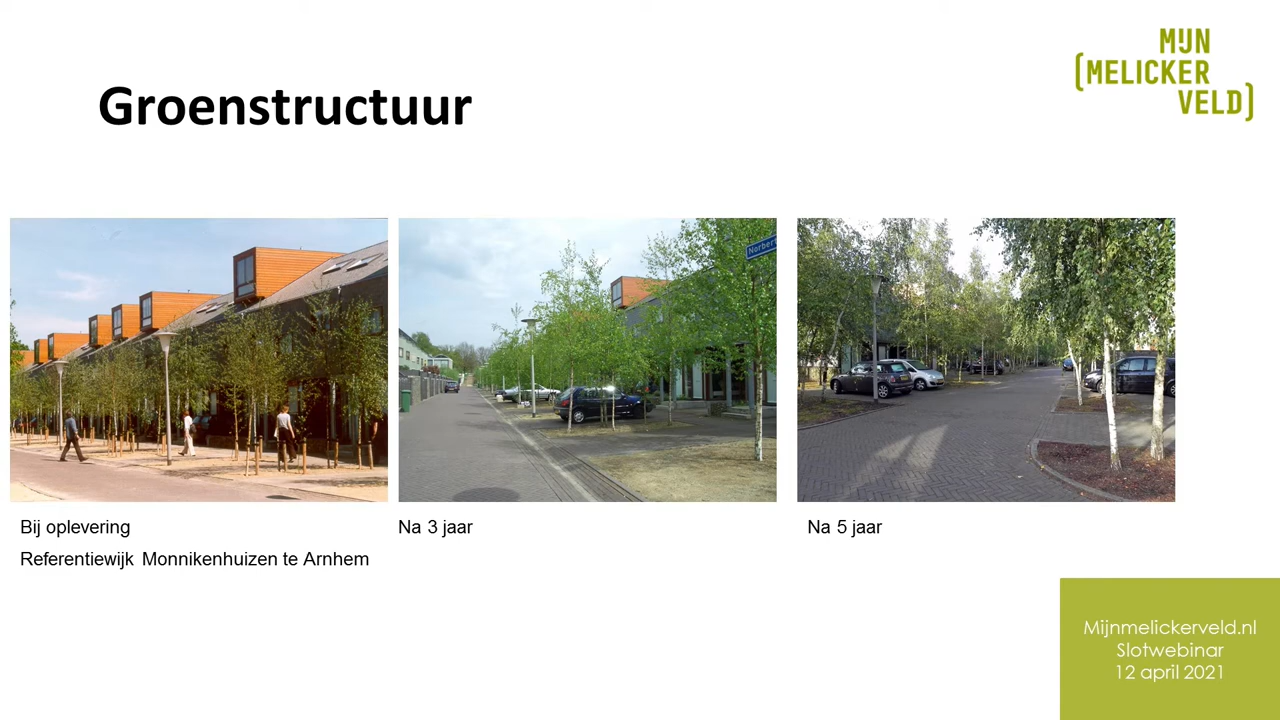 MIJN
[MELICKER
VELD]
Groenstructuur
Norbert
Bij oplevering
Referentiewijk Monnikenhuizen te Arnhem
Na 3 jaar
Na 5 jaar
Mijnmelickerveld.nl
Slotwebinar
12 april 2021